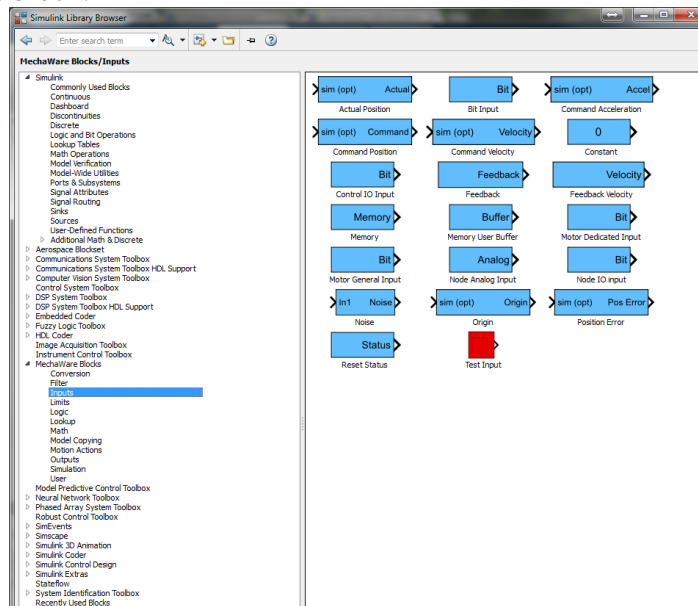 Simulink Library Browser
Enter search term
MechaWare Blocks/Inputs
Simulink
Commonly Used Blocks
Continuous
Dashboard
Discontinuities
Discrete
Logic and Bit Operations
Lookup Tables
Math Operations
Model Verification
Model-Wide Utilities
Ports & Subsystems
Signal Attributes
Signal Routing
Sinks
Sources
User-Defined Functions
Additional Math & Discrete
Aerospace Blockset
Communications System Toolbox
Communications System Toolbox HDL Support
Computer Vision System Toolbox
Control System Toolbox
DSP System Toolbox
DSP System Toolbox HDL Support
Embedded Coder
Fuzzy Logic Toolbox
HDL Coder
Image Acquisition Toolbox
Instrument Control Toolbox
MechaWare Blocks
Conversion
Filter
Inputs
Limits
Logic
Lookup
Math
Model Copying
Motion Actions
Outputs
Simulation
User
Model Predictive Control Toolbox
Neural Network Toolbox
Phased Array System Toolbox
Robust Control Toolbox
SimEvents
Simscape
Simulink 3D Animation
Simulink Coder
Simulink Control Design
Simulink Extras
Stateflow
System Identification Toolbox
Recently Used Blocks
sim (opt) Actual Bit sim (opt) Accel
Actual Position Bit Input Command Acceleration
sim (opt) Command sim (opt) Velocity 0
Command Position Command Velocity Constant
Bit Feedback Velocity
Control IO Input Feedback Feedback Velocity
Memory Buffer Bit
Memory Memory User Buffer Motor Dedicated Input
Bit Analog Bit
Motor General Input Node Analog Input Node IO input
In1 Noise sim (opt) Origin sim (opt) Pos Error
Noise Origin Position Error
Status
Reset Status Test Input